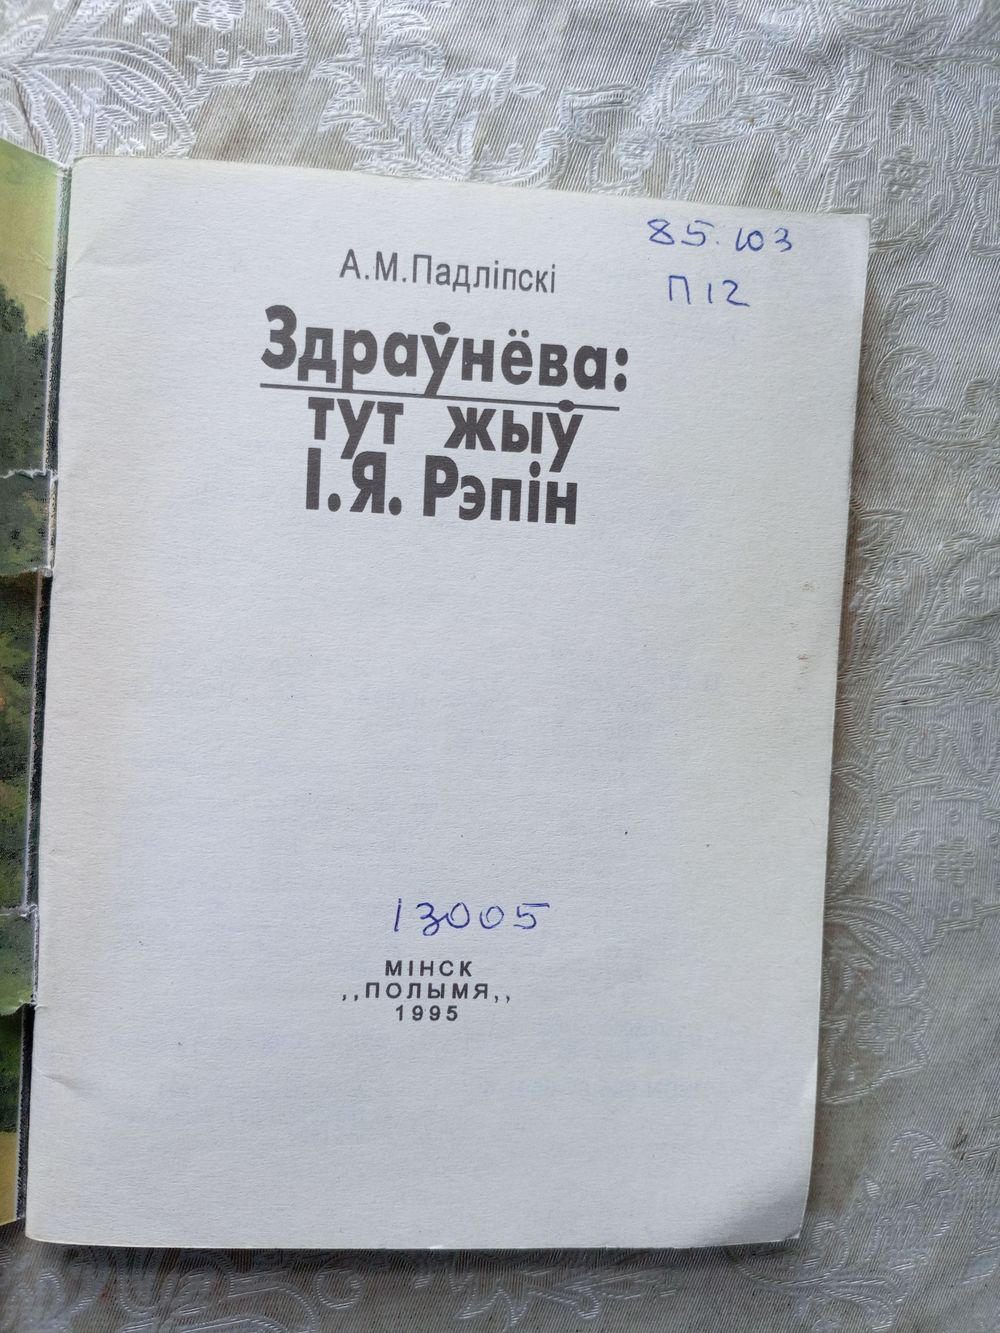 85.103
П12
А.М.Падліпскі
Здраўнёва:
тут жыў
І.Я. Рэпін
13005
МІНСК
,,ПОЛЫМЯ,,
1995